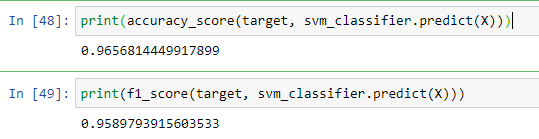 In [48]: print(accuracy_score(target, svm_classifier.predict(X)))
0.9656814449917899
In [49]: print(f1_score(target, svm_classifier.predict(X)))
0.9589793915603533